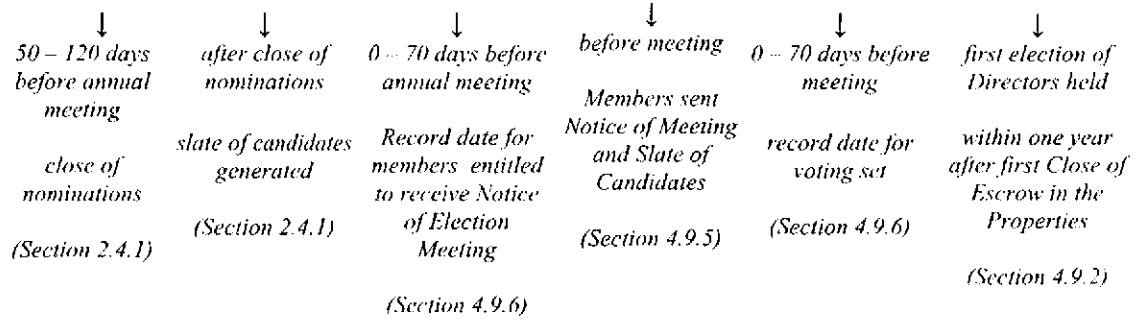 50 – 120 days
before annual
meeting
close of
nominations
(Section 2.4.1)
after close of
nominations
slate of candidates
generated
(Section 2.4.1)
0 – 70 days before
annual meeting
Record date for
members entitled
to receive Notice
of Election
Meeting
(Section 4.9.6)
before meeting
Members sent
Notice of Meeting
and Slate of
Candidates
(Section 4.9.5)
0 – 70 days before
meeting
record date for
voting set
(Section 4.9.6)
first election of
Directors held
within one year
after first Close of
Escrow in the
Properties
(Section 4.9.2)